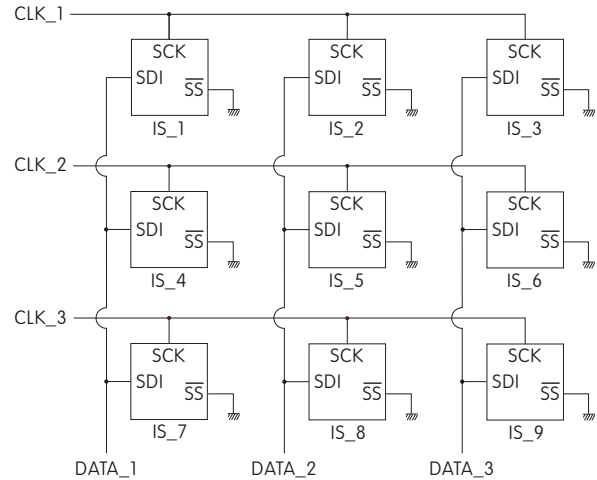 CLK_1
SCK SCK SCK
SDI SDI SDI
SS SS SS
IS_1 IS_2 IS_3
CLK_2
SCK SCK SCK
SDI SDI SDI
SS SS SS
IS_4 IS_5 IS_6
CLK_3
SCK SCK SCK
SDI SDI SDI
SS SS SS
IS_7 IS_8 IS_9
DATA_1 DATA_2 DATA_3